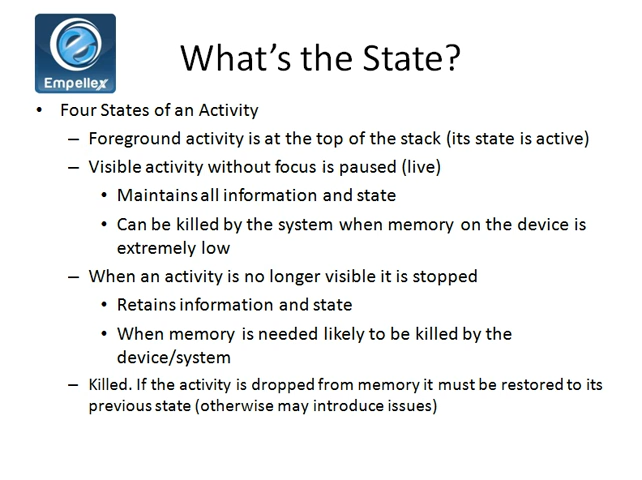 Empellex
What's the State?
• Four States of an Activity
– Foreground activity is at the top of the stack (its state is active)
– Visible activity without focus is paused (live)
• Maintains all information and state
• Can be killed by the system when memory on the device is
extremely low
– When an activity is no longer visible it is stopped
• Retains information and state
• When memory is needed likely to be killed by the
device/system
– Killed. If the activity is dropped from memory it must be restored to its
previous state (otherwise may introduce issues)